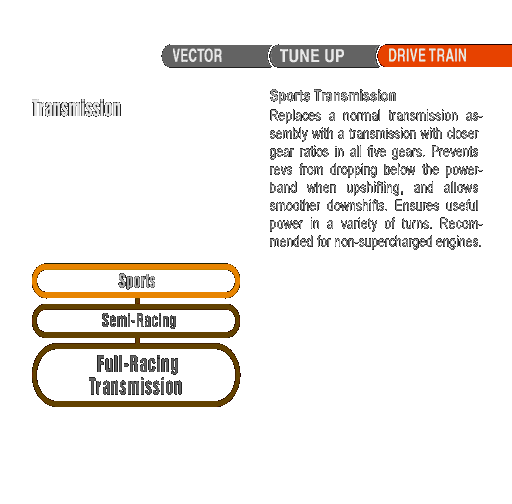 VECTOR
TUNE UP
DRIVE TRAIN
Transmission
Sports Transmission
Replaces a normal transmission as-
sembly with a transmission with closer
gear ratios in all five gears. Prevents
revs from dropping below the power-
band when upshifting, and allows
smoother downshifts. Ensures useful
power in a variety of turns. Recom-
mended for non-supercharged engines.
Sports
Semi-Racing
Full-Racing
Transmission